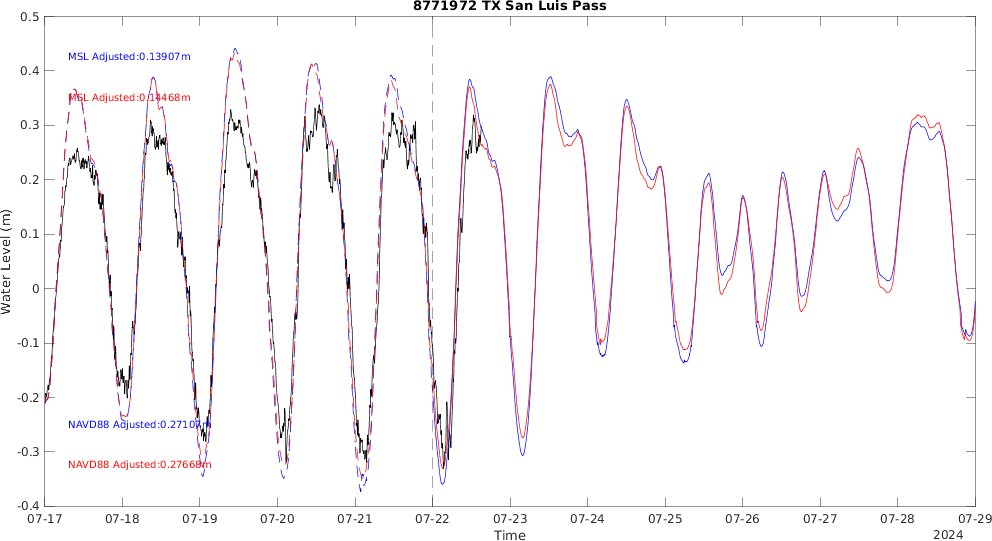 8771972 TX San Luis Pass
0.5
0.4
0.3
0.2
0.1
0
-0.1
-0.2
-0.3
-0.4
Water Level (m)
MSL Adjusted:0.13907m
MSL Adjusted:0.14468m
NAVD88 Adjusted:0.27107m
NAVD88 Adjusted:0.27668m
07-17 07-18 07-19 07-20 07-21 07-22 07-23 07-24 07-25 07-26 07-27 07-28 07-29
Time
2024